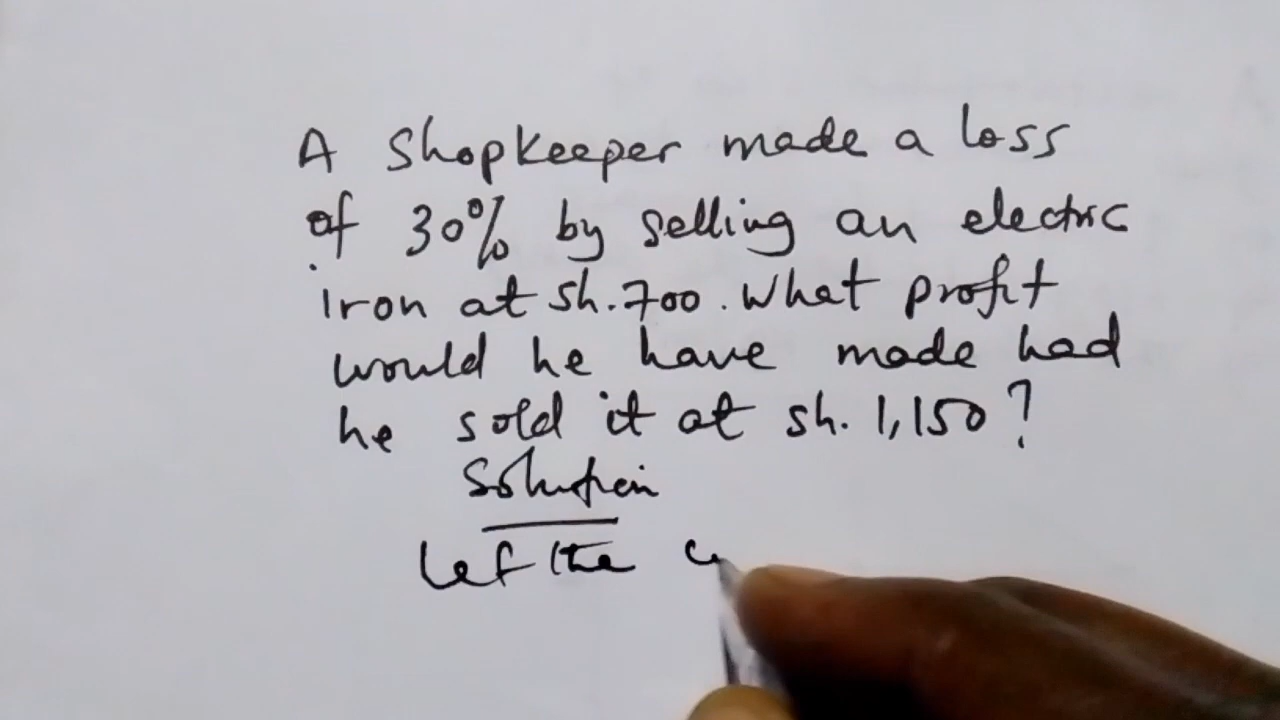 A Shopkeeper made a loss
of 30% by selling an electric
iron at sh.700. What profit
would he have made had
he sold it at sh. 1,150?
Solution
Let the